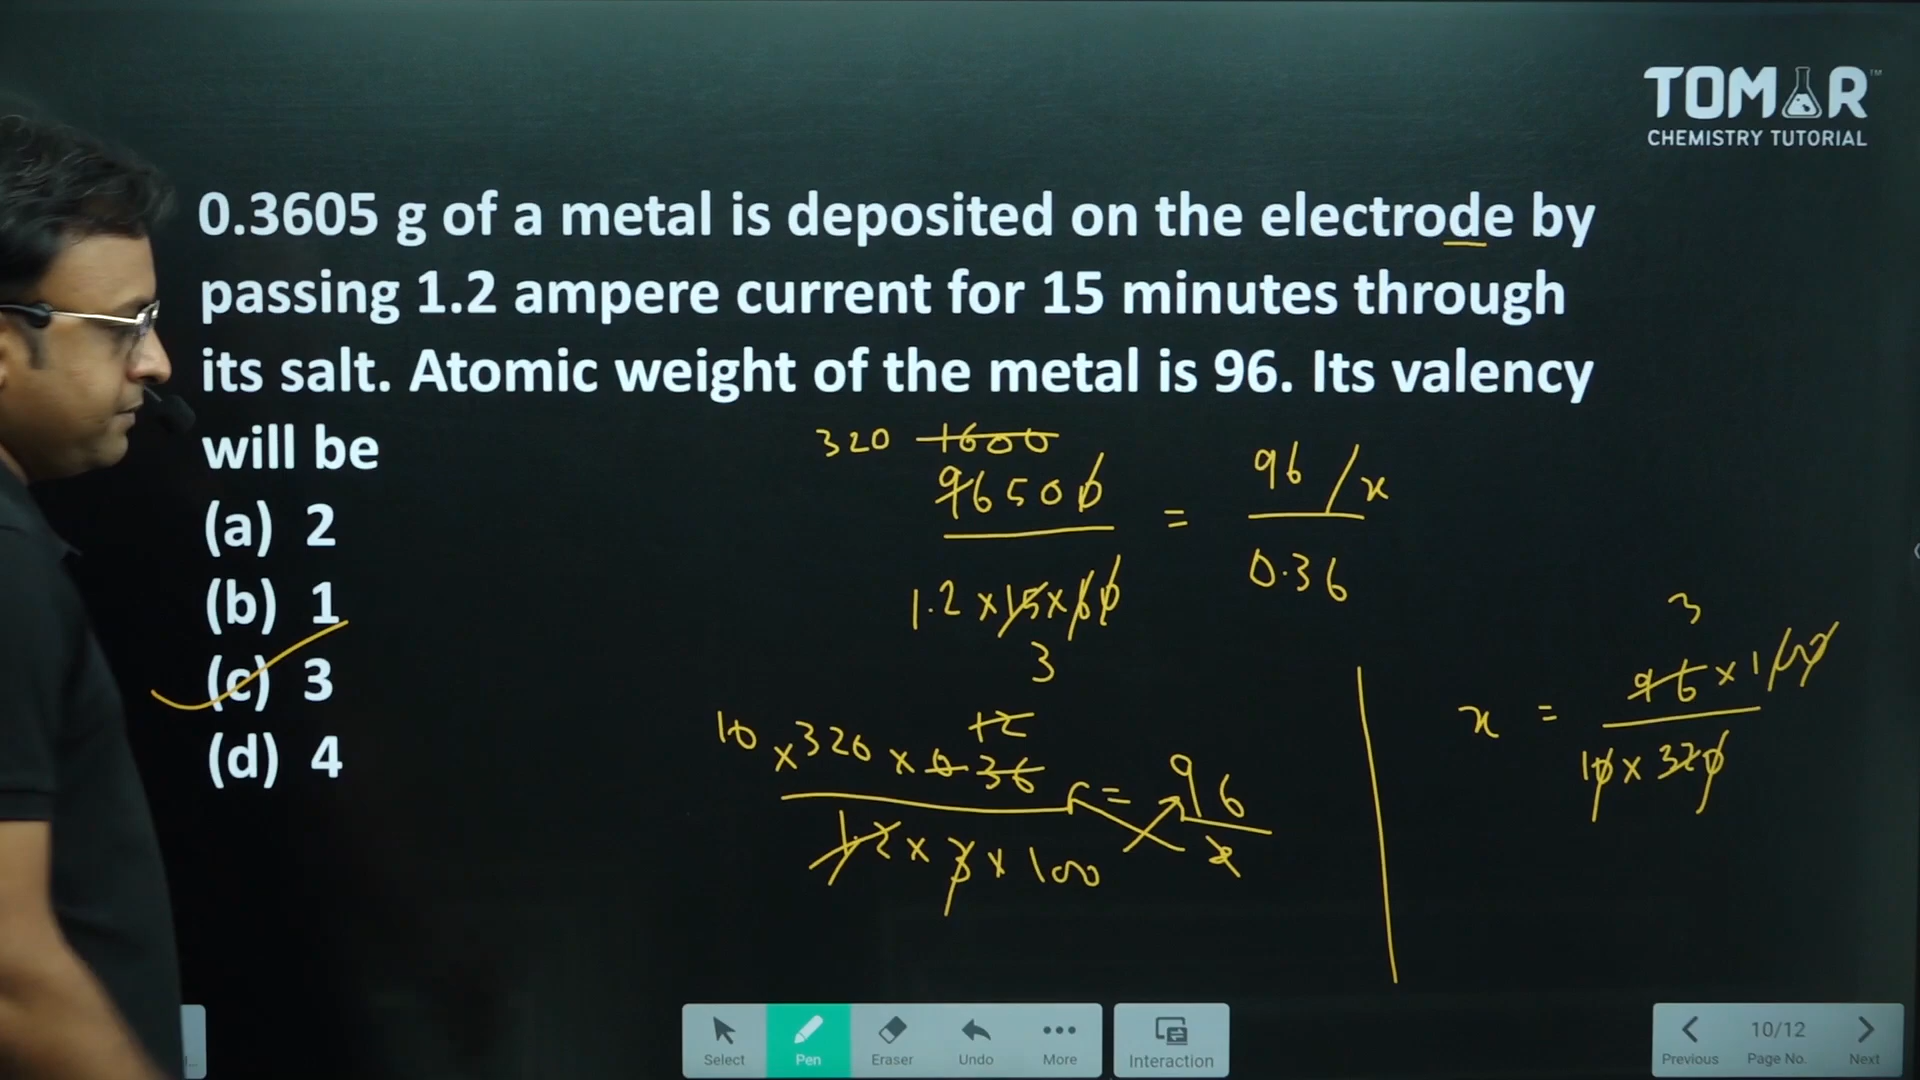 TOMAR™
CHEMISTRY TUTORIAL
0.3605 g of a metal is deposited on the electrode by
passing 1.2 ampere current for 15 minutes through
its salt. Atomic weight of the metal is 96. Its valency
will be
(a) 2
(b) 1
(c) 3
(d) 4
320 1600
96500 = 96/x
1.2 × 15 × 60 0.36
3
12
10 × 320 × 0.36 = 96
1.2 × 3 × 100 x
3
x = 96 × 100
10 × 320
Select Pen Eraser Undo More
Interaction
10/12
Previous Page No. Next